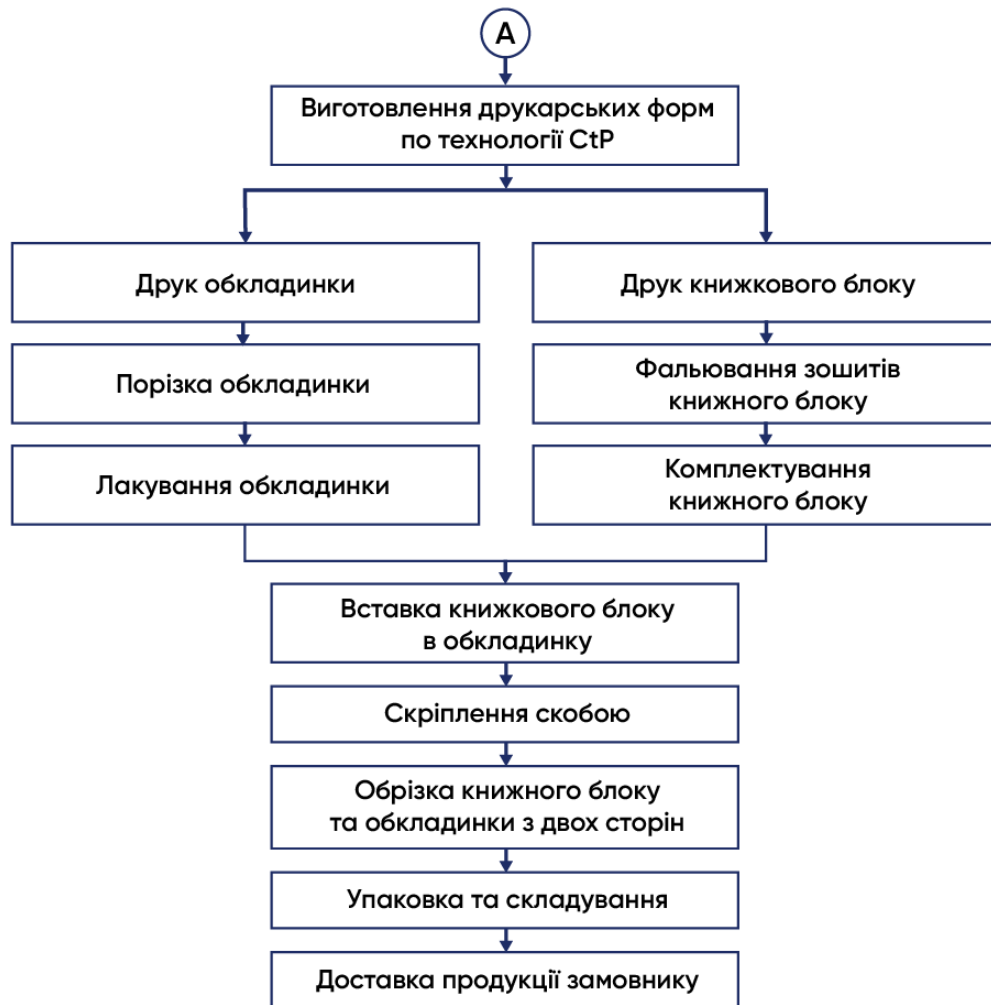 А
Виготовлення друкарських форм
по технології CtP
Друк обкладинки
Друк книжкового блоку
Порізка обкладинки
Фальювання зошитів
книжного блоку
Лакування обкладинки
Комплектування
книжного блоку
Вставка книжкового блоку
в обкладинку
Скріплення скобою
Обрізка книжного блоку
та обкладинки з двох сторін
Упаковка та складування
Доставка продукції замовнику